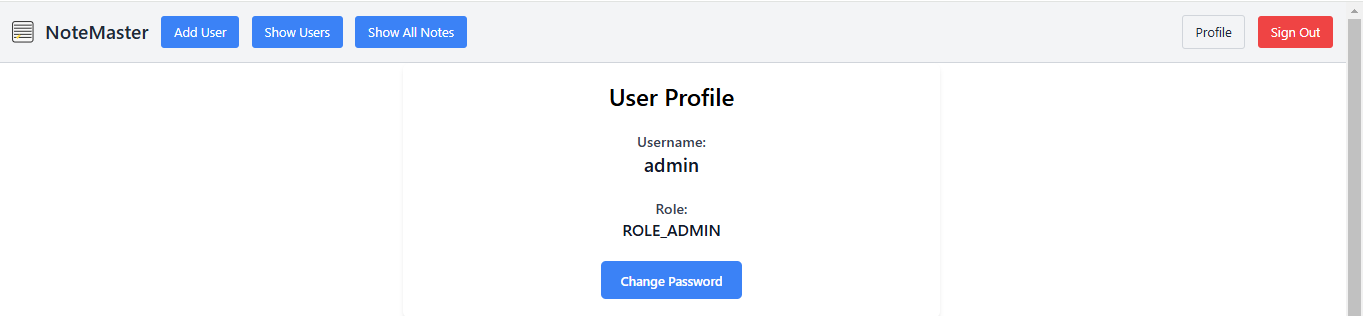 NoteMaster Add User Show Users Show All Notes Profile Sign Out
User Profile
Username:
admin
Role:
ROLE_ADMIN
Change Password